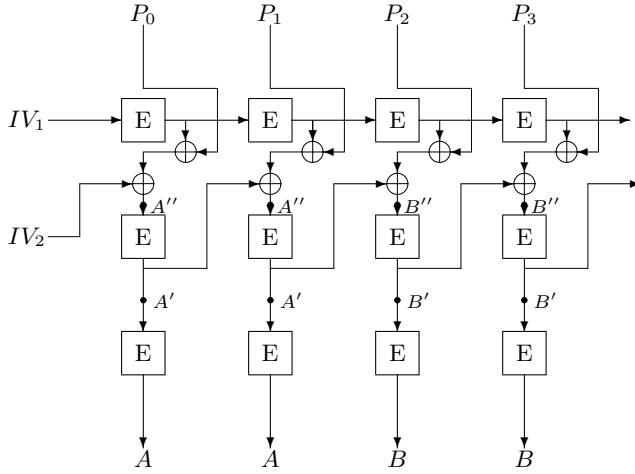 P₀ P₁ P₂ P₃
IV₁ E E E E
A'' A'' B'' B''
IV₂ E E E E
A' A' B' B'
E E E E
A A B B